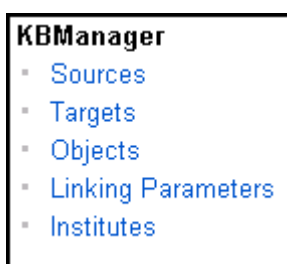 KBManager
Sources
Targets
Objects
Linking Parameters
Institutes